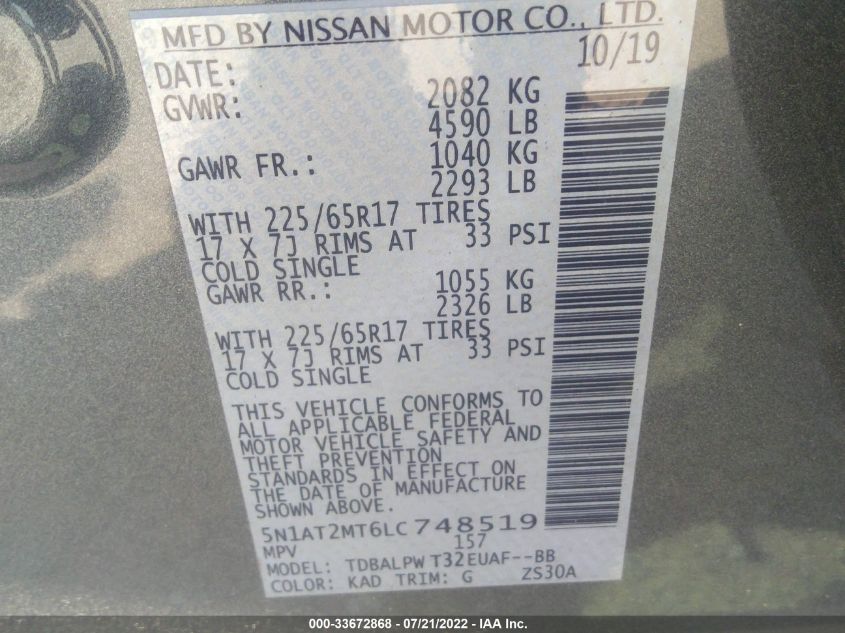 MFD BY NISSAN MOTOR CO., LTD.
DATE: 10/19
GVWR: 2082 KG
4590 LB
GAWR FR.: 1040 KG
2293 LB
WITH 225/65R17 TIRES
17 X 7J RIMS AT 33 PSI
COLD SINGLE
GAWR RR.: 1055 KG
2326 LB
WITH 225/65R17 TIRES
17 X 7J RIMS AT 33 PSI
COLD SINGLE
THIS VEHICLE CONFORMS TO
ALL APPLICABLE FEDERAL
MOTOR VEHICLE SAFETY AND
THEFT PREVENTION
STANDARDS IN EFFECT ON
THE DATE OF MANUFACTURE
SHOWN ABOVE.
5N1AT2MT6LC748519
MPV 157
MODEL: TDBALPW T32EUAF--BB
COLOR: KAD TRIM: G ZS30A
000-33672868 - 07/21/2022 - IAA Inc.